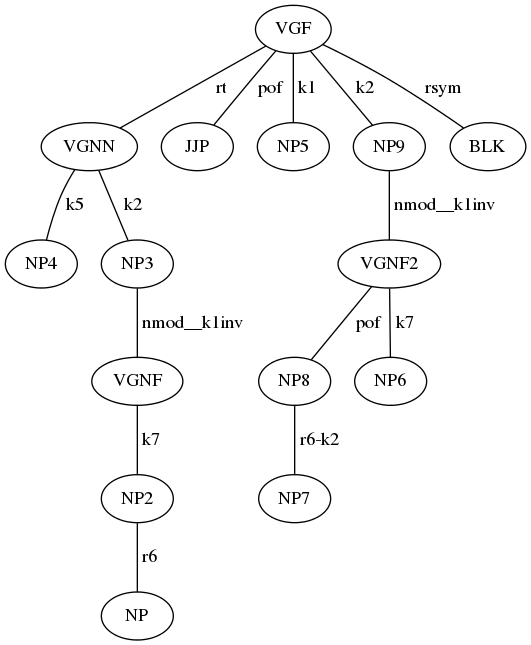 VGF
rt pof k1 k2 rsym
VGNN JJP NP5 NP9 BLK
k5 k2 nmod__k1inv
NP4 NP3 VGNF2
nmod__k1inv pof k7
VGNF NP8 NP6
k7 r6-k2
NP2 NP7
r6
NP